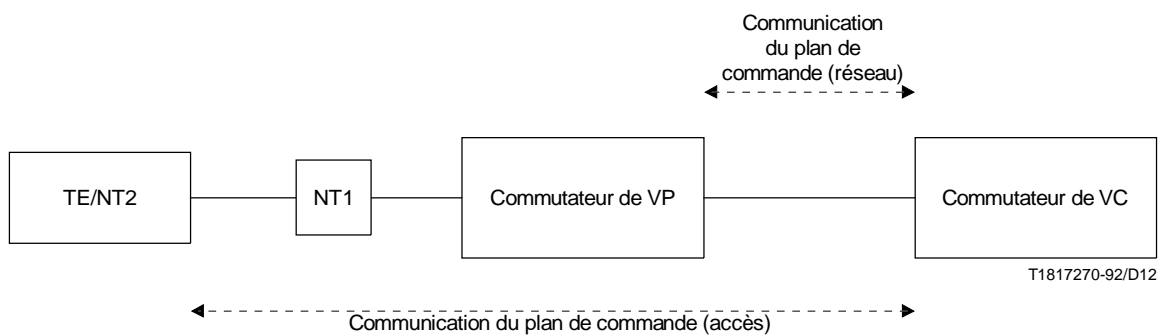 Communication
du plan de
commande (réseau)
TE/NT2
NT1
Commutateur de VP
Commutateur de VC
T1817270-92/D12
Communication du plan de commande (accès)